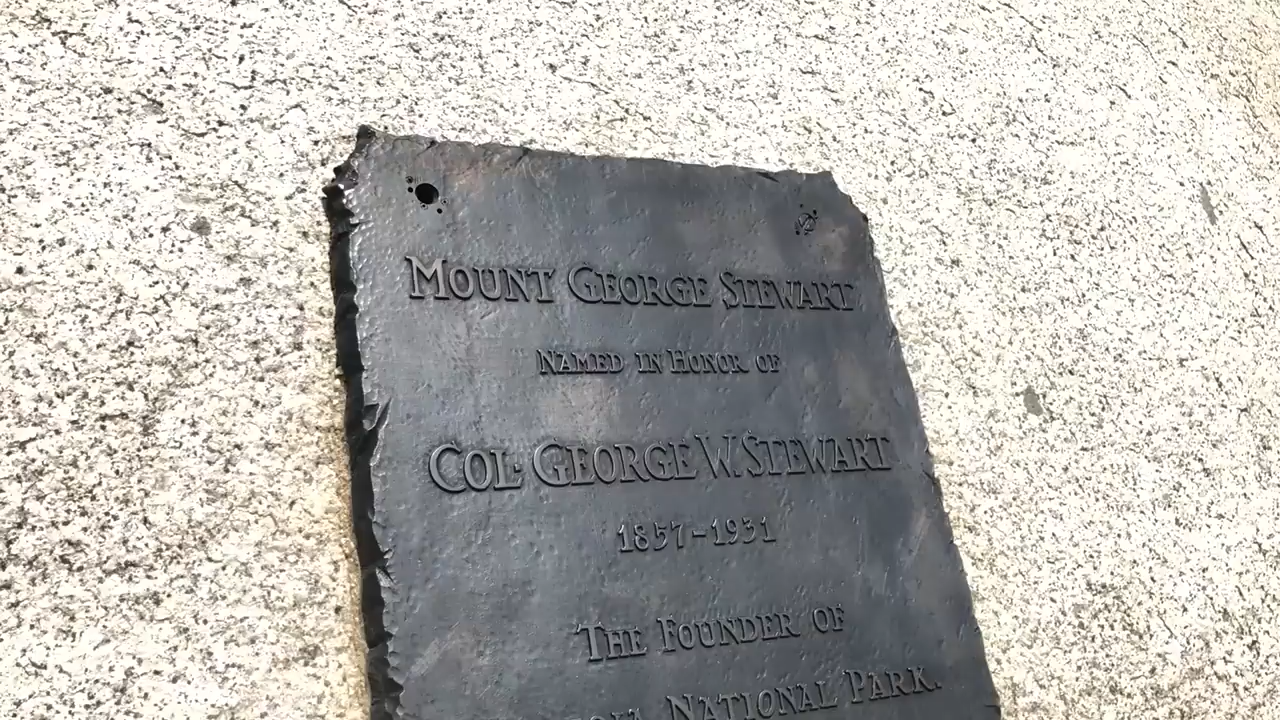 MOUNT GEORGE STEWART
NAMED IN HONOR OF
COL. GEORGE W. STEWART
1857-1931
THE FOUNDER OF
NATIONAL PARK.